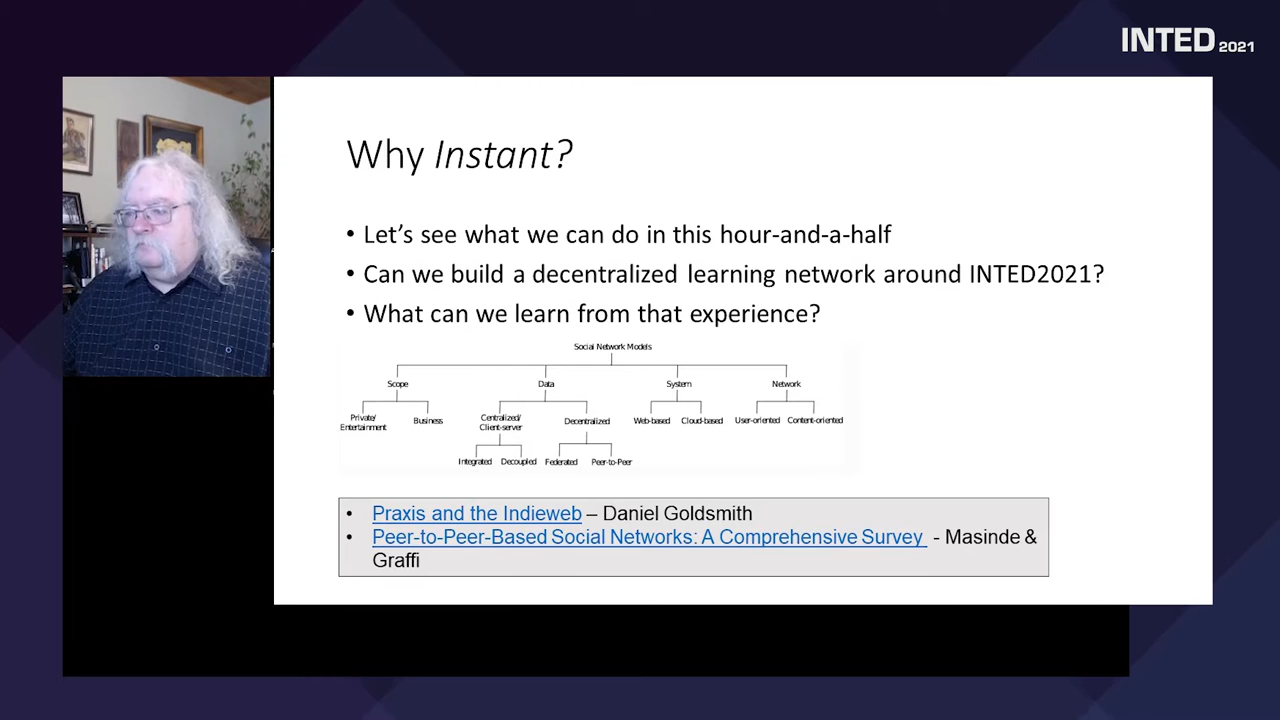 INTED 2021
Why Instant?
• Let's see what we can do in this hour-and-a-half
• Can we build a decentralized learning network around INTED2021?
• What can we learn from that experience?
Social Network Models
Scope Data System Network
Private/ Business Centralized/ Decentralized Web-based Cloud-based User-oriented Content-oriented
Entertainment Client-server
Integrated Decoupled Federated Peer-to-Peer
• Praxis and the Indieweb – Daniel Goldsmith
• Peer-to-Peer-Based Social Networks: A Comprehensive Survey - Masinde &
Graffi